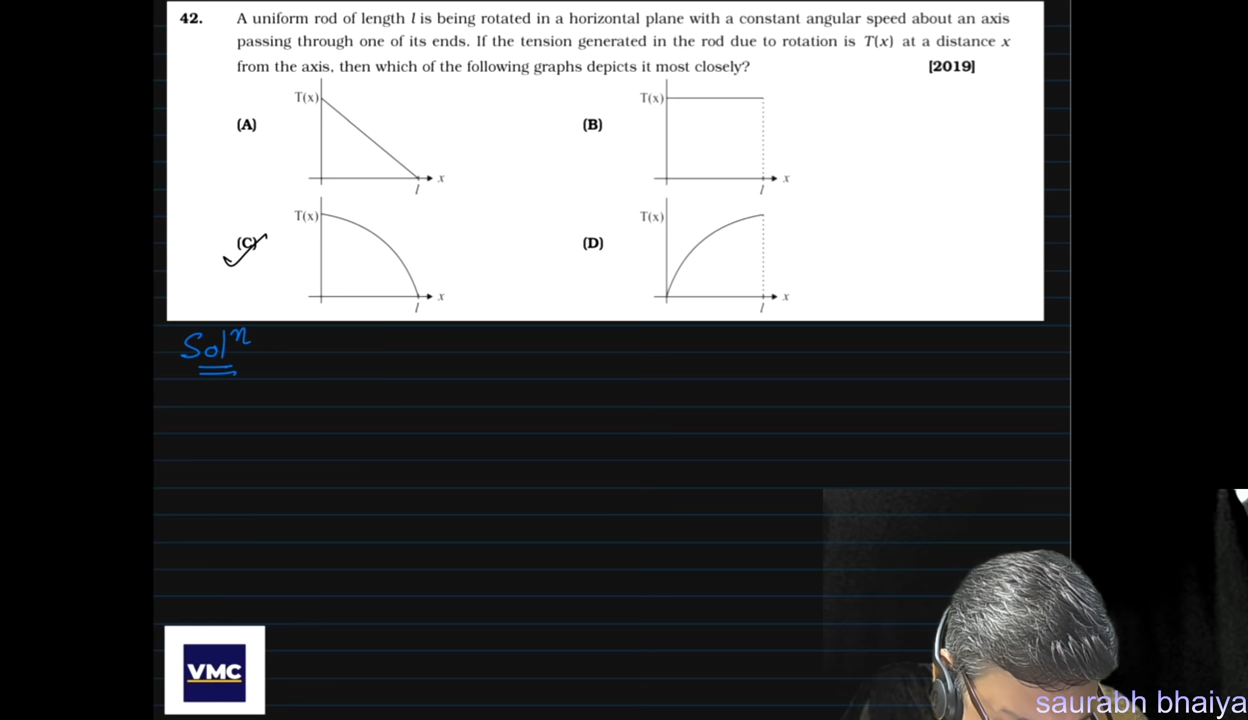 42. A uniform rod of length l is being rotated in a horizontal plane with a constant angular speed about an axis
passing through one of its ends. If the tension generated in the rod due to rotation is T(x) at a distance x
from the axis, then which of the following graphs depicts it most closely? [2019]
(A) T(x) x l
(B) T(x) x l
(C) T(x) x l
(D) T(x) x l
Solⁿ
VMC
saurabh bhaiya